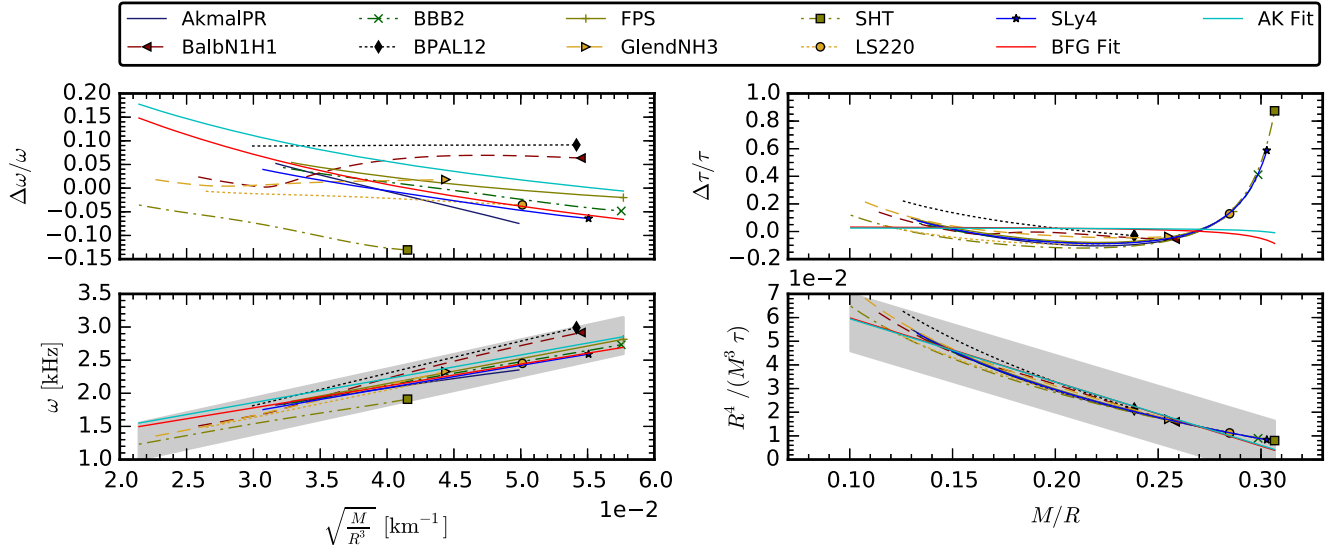 AkmalPR BBB2 FPS SHT SLy4 AK Fit
BalbN1H1 BPAL12 GlendNH3 LS220 BFG Fit
Δω/ω
0.20
0.15
0.10
0.05
0.00
−0.05
−0.10
−0.15
Δτ/τ
1.0
0.8
0.6
0.4
0.2
0.0
−0.2
ω [kHz]
3.5
3.0
2.5
2.0
1.5
1.0
2.0 2.5 3.0 3.5 4.0 4.5 5.0 5.5 6.0
1e−2
√(M/R³) [km⁻¹]
1e−2
R⁴/(M³ τ)
7
6
5
4
3
2
1
0
0.10 0.15 0.20 0.25 0.30
M/R